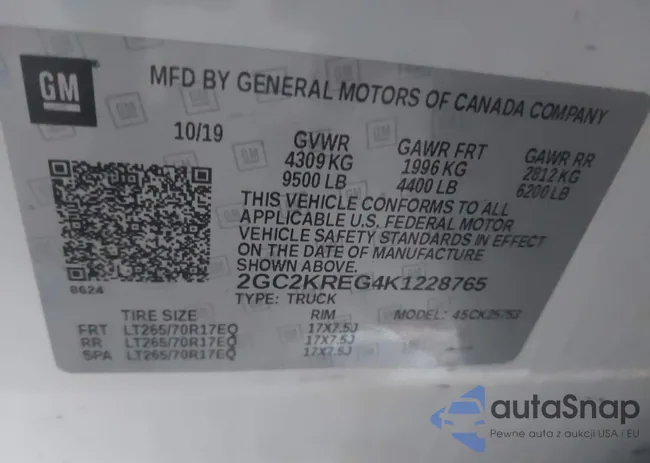 GM
MFD BY GENERAL MOTORS OF CANADA COMPANY
10/19
GVWR GAWR FRT GAWR RR
4309 KG 1996 KG 2812 KG
9500 LB 4400 LB 6200 LB
THIS VEHICLE CONFORMS TO ALL
APPLICABLE U.S. FEDERAL MOTOR
VEHICLE SAFETY STANDARDS IN EFFECT
ON THE DATE OF MANUFACTURE
SHOWN ABOVE.
8624
2GC2KREG4K1228765
TYPE: TRUCK
TIRE SIZE RIM MODEL:
FRT LT265/70R17EQ 17X7.5J
RR LT265/70R17EQ 17X7.5J
SPA LT265/70R17EQ 17X7.5J
autaSnap
Pewne auta z aukcji USA i EU